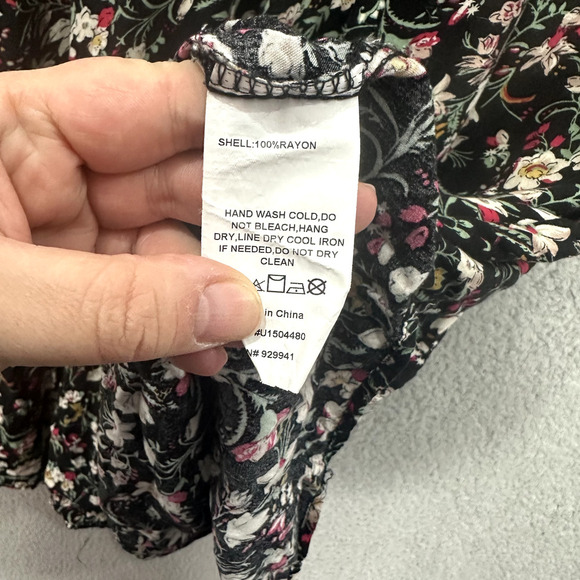 SHELL:100%RAYON
HAND WASH COLD,DO
NOT BLEACH,HANG
DRY,LINE DRY COOL IRON
IF NEEDED,DO NOT DRY
CLEAN
in China
#U1504480
N# 929941